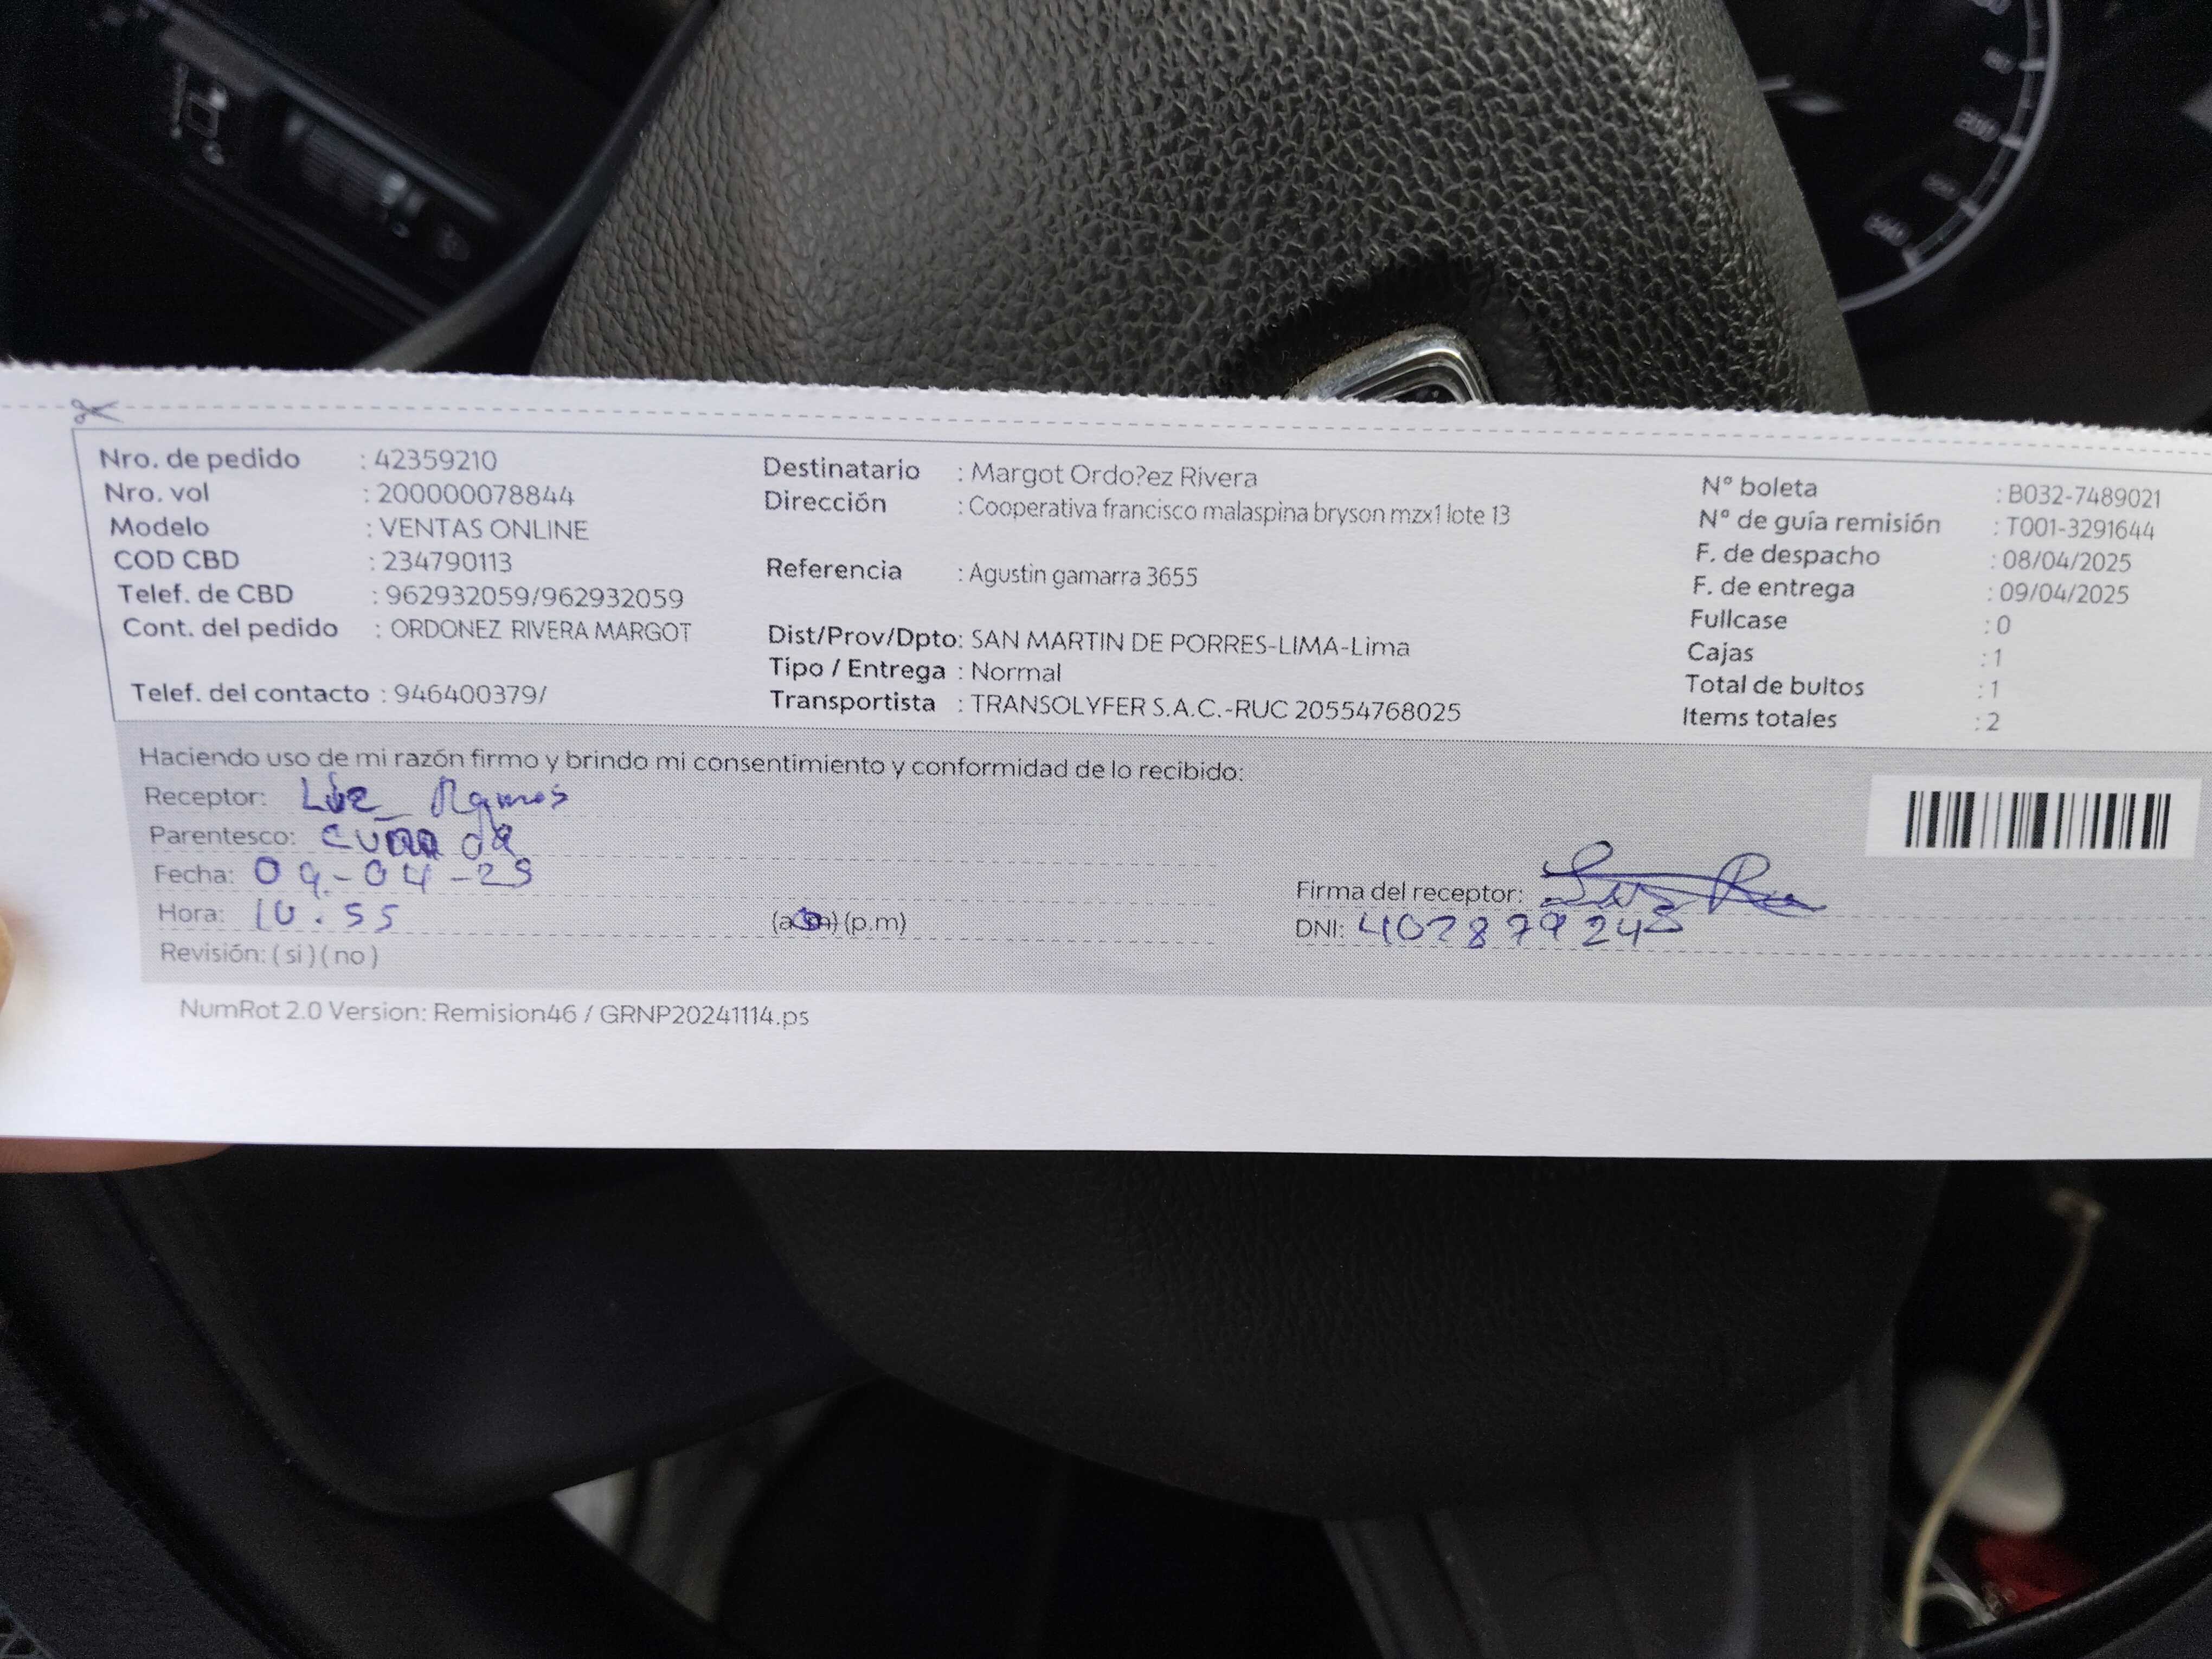 Nro. de pedido : 42359210
Nro. vol : 200000078844
Modelo : VENTAS ONLINE
COD CBD : 234790113
Telef. de CBD : 962932059/962932059
Cont. del pedido : ORDONEZ RIVERA MARGOT
Telef. del contacto : 946400379/
Destinatario : Margot Ordo?ez Rivera
Dirección : Cooperativa francisco malaspina bryson mzx1 lote 13
Referencia : Agustin gamarra 3655
Dist/Prov/Dpto: SAN MARTIN DE PORRES-LIMA-Lima
Tipo / Entrega : Normal
Transportista : TRANSOLYFER S.A.C.-RUC 20554768025
N° boleta : B032-7489021
N° de guía remisión : T001-3291644
F. de despacho : 08/04/2025
F. de entrega : 09/04/2025
Fullcase : 0
Cajas : 1
Total de bultos : 1
Items totales : 2
Haciendo uso de mi razón firmo y brindo mi consentimiento y conformidad de lo recibido:
Receptor: Luz Ramos
Parentesco:
Fecha: 09-04-25
Hora: 10.55 (a.m) (p.m)
Revisión: ( si ) ( no )
Firma del receptor:
DNI:
NumRot 2.0 Version: Remision46 / GRNP20241114.ps